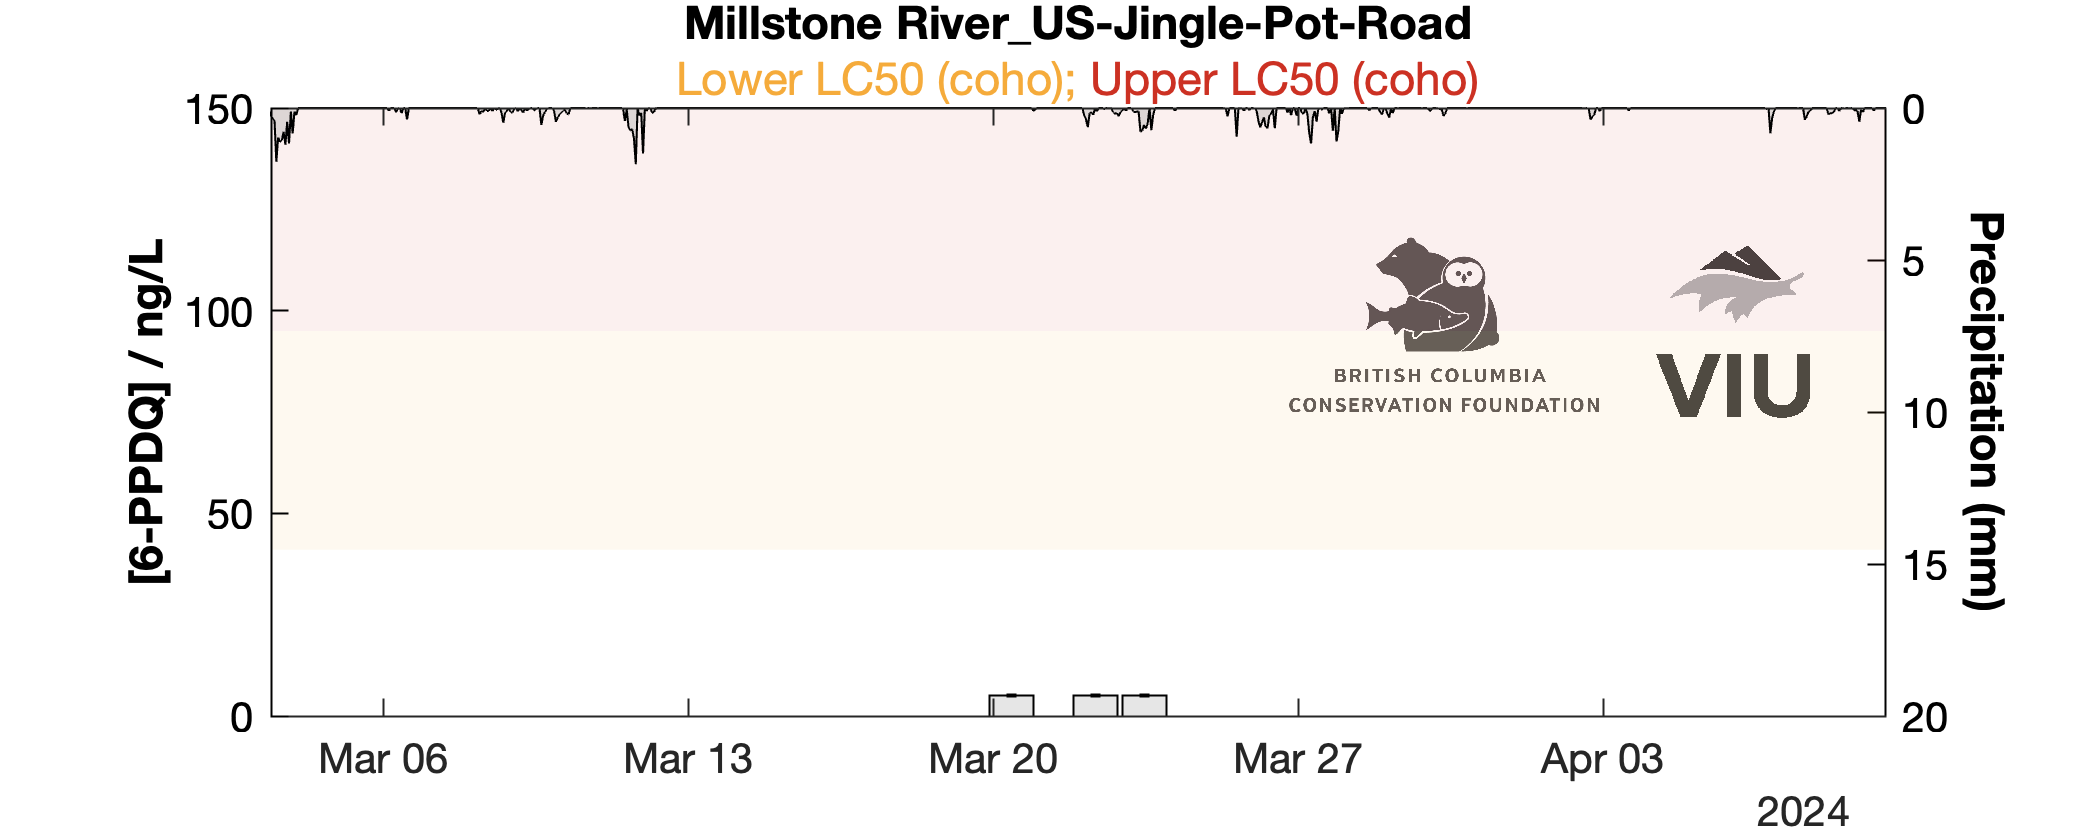 Millstone River_US-Jingle-Pot-Road
Lower LC50 (coho); Upper LC50 (coho)
150
100
50
0
[6-PPDQ] / ng/L
0
5
10
15
20
Precipitation (mm)
BRITISH COLUMBIA
CONSERVATION FOUNDATION
VIU
Mar 06
Mar 13
Mar 20
Mar 27
Apr 03
2024